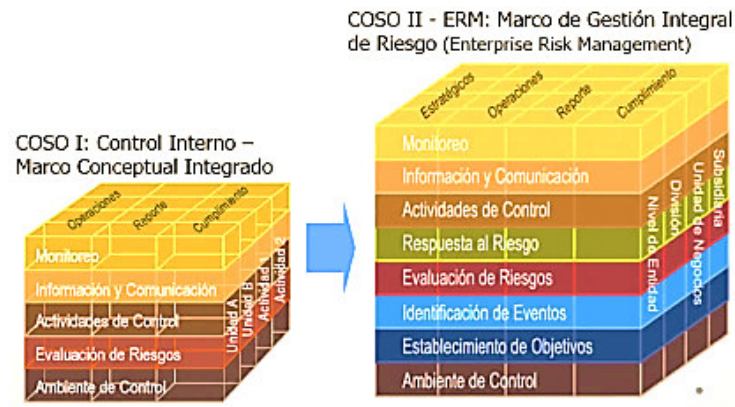 COSO II - ERM: Marco de Gestión Integral
de Riesgo (Enterprise Risk Management)
COSO I: Control Interno –
Marco Conceptual Integrado
Operaciones
Reporte
Cumplimiento
Monitoreo
Información y Comunicación
Actividades de Control
Evaluación de Riesgos
Ambiente de Control
Unidad A
Unidad B
Actividad 1
Actividad 2
Estratégicos
Operaciones
Reporte
Cumplimiento
Monitoreo
Información y Comunicación
Actividades de Control
Respuesta al Riesgo
Evaluación de Riesgos
Identificación de Eventos
Establecimiento de Objetivos
Ambiente de Control
Nivel de Entidad
División
Unidad de Negocios
Subsidiaria